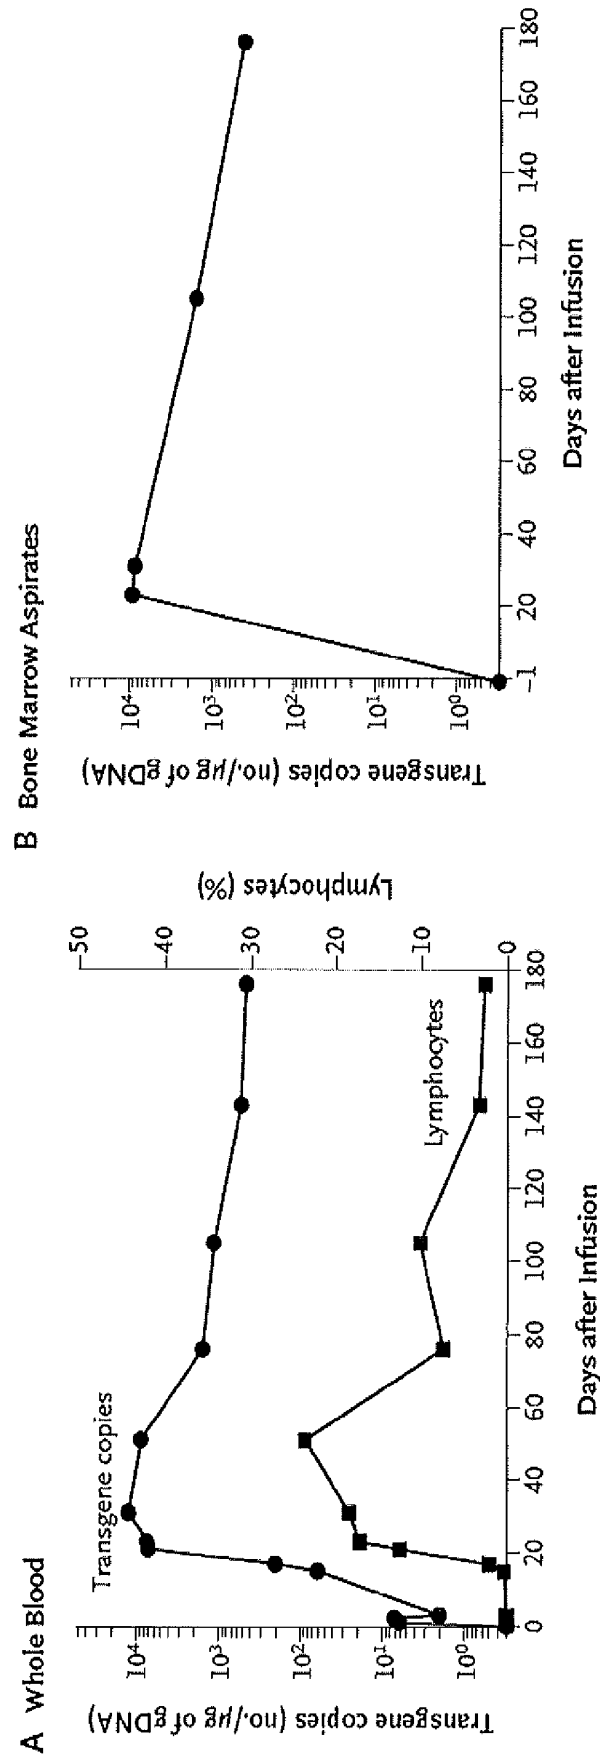 A Whole Blood
Transgene copies (no./µg of gDNA)
10⁴
10³
10²
10¹
10⁰
Transgene copies
Lymphocytes
50
40
30
20
10
0
Lymphocytes (%)
0 20 40 60 80 100 120 140 160 180
Days after Infusion
B Bone Marrow Aspirates
Transgene copies (no./µg of gDNA)
10⁴
10³
10²
10¹
10⁰
−1 20 40 60 80 100 120 140 160 180
Days after Infusion